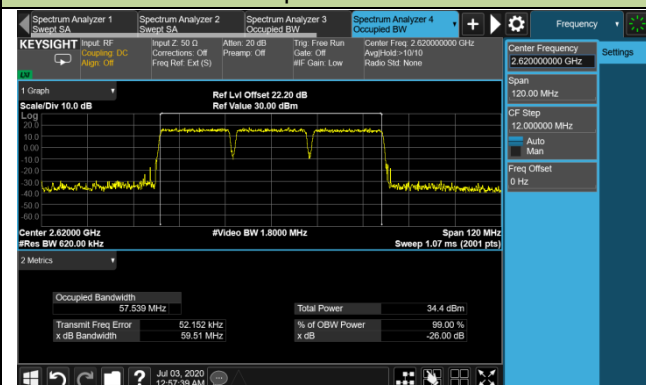 Spectrum Analyzer 1
Swept SA
Spectrum Analyzer 2
Swept SA
Spectrum Analyzer 3
Occupied BW
Spectrum Analyzer 4
Occupied BW
Frequency
KEYSIGHT
Input: RF
Coupling: DC
Align: Off
Input Z: 50 Ω
Corrections: Off
Freq Ref: Ext (S)
Atten: 20 dB
Preamp: Off
Trig: Free Run
Gate: Off
#IF Gain: Low
Center Freq: 2.620000000 GHz
Avg|Hold:>10/10
Radio Std: None
LXI
Center Frequency
2.620000000 GHz
Settings
Span
120.00 MHz
CF Step
12.000000 MHz
Auto
Man
Freq Offset
0 Hz
1 Graph
Scale/Div 10.0 dB
Ref Lvl Offset 22.20 dB
Ref Value 30.00 dBm
Log
20.0
10.0
0.00
-10.0
-20.0
-30.0
-40.0
-50.0
-60.0
Center 2.62000 GHz
#Video BW 1.8000 MHz
Span 120 MHz
#Res BW 620.00 kHz
Sweep 1.07 ms (2001 pts)
2 Metrics
Occupied Bandwidth
57.539 MHz
Total Power
34.4 dBm
Transmit Freq Error
52.152 kHz
% of OBW Power
99.00 %
x dB Bandwidth
59.51 MHz
x dB
-26.00 dB
?
Jul 03, 2020
12:57:39 AM